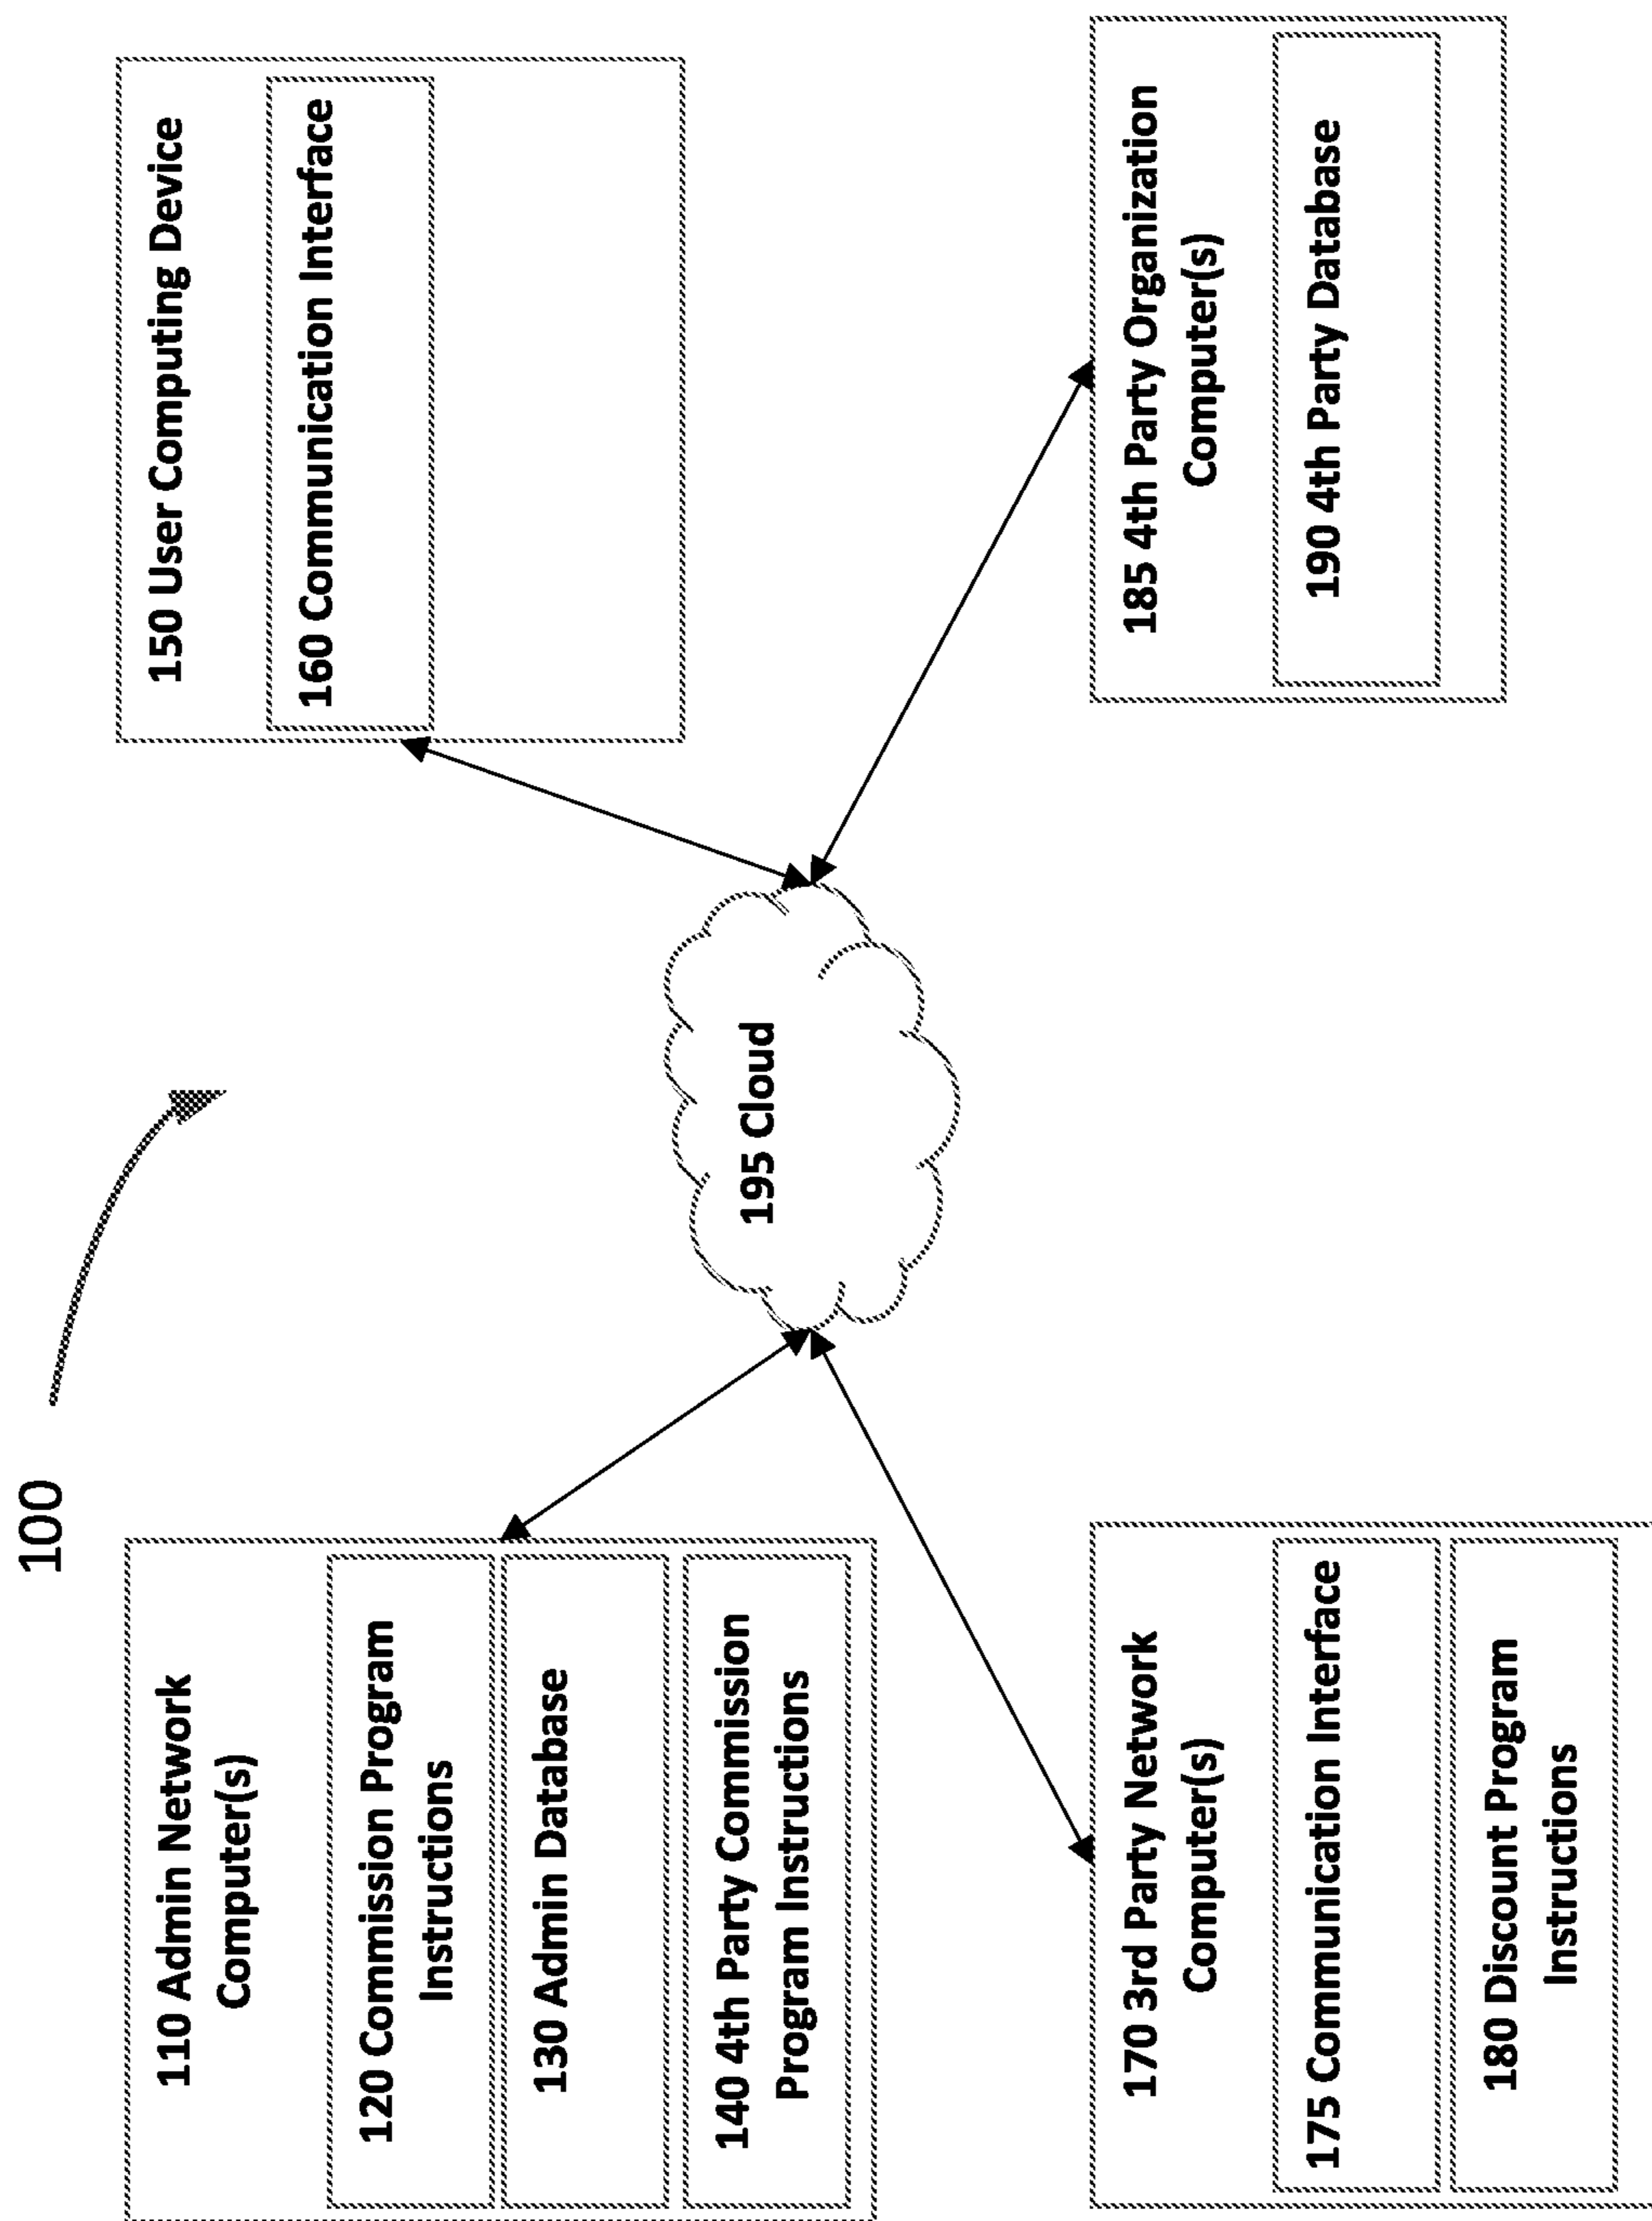 100
110 Admin Network
Computer(s)
120 Commission Program
Instructions
130 Admin Database
140 4th Party Commission
Program Instructions
150 User Computing Device
160 Communication Interface
195 Cloud
170 3rd Party Network
Computer(s)
175 Communication Interface
180 Discount Program
Instructions
185 4th Party Organization
Computer(s)
190 4th Party Database